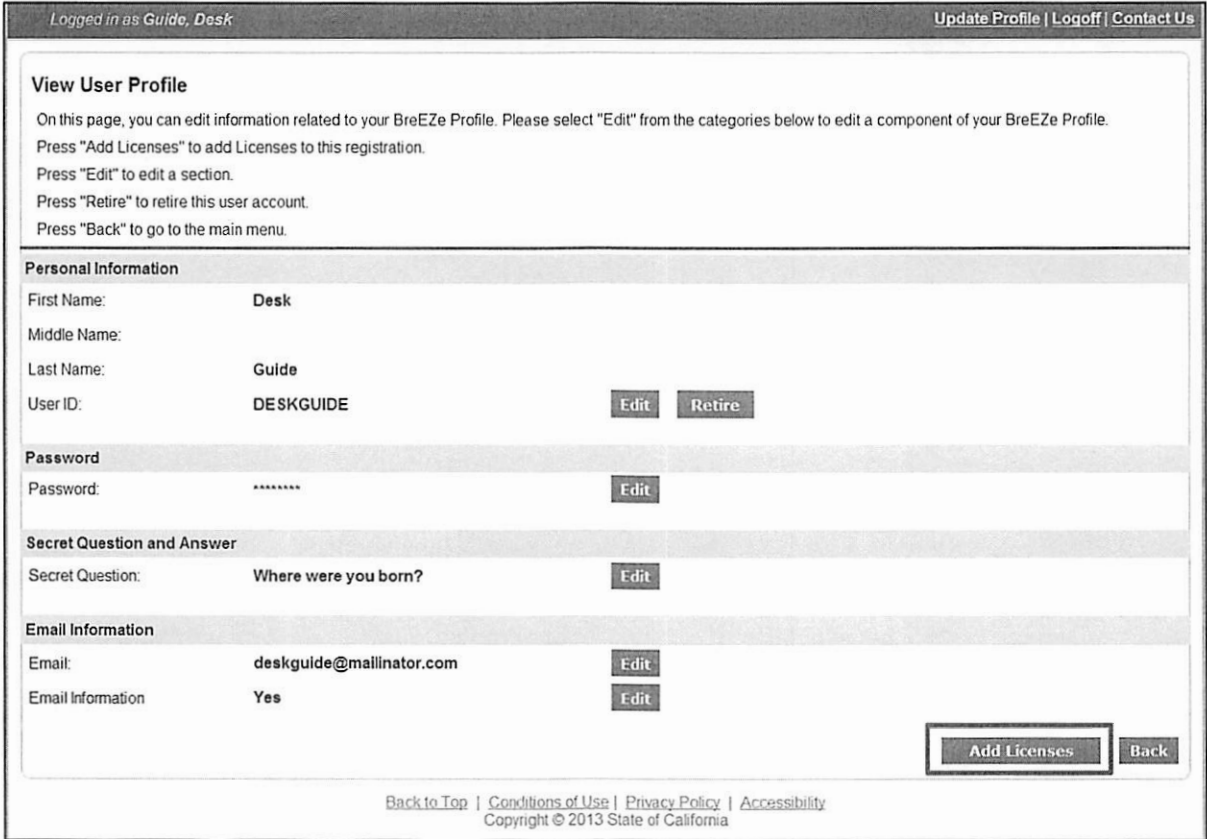 Logged in as Guide, Desk Update Profile | Logoff | Contact Us
View User Profile
On this page, you can edit information related to your BreEZe Profile. Please select "Edit" from the categories below to edit a component of your BreEZe Profile.
Press "Add Licenses" to add Licenses to this registration.
Press "Edit" to edit a section.
Press "Retire" to retire this user account.
Press "Back" to go to the main menu.
Personal Information
First Name: Desk
Middle Name:
Last Name: Guide
User ID: DESKGUIDE Edit Retire
Password
Password: ******** Edit
Secret Question and Answer
Secret Question: Where were you born? Edit
Email Information
Email: deskguide@mailinator.com Edit
Email Information Yes Edit
Add Licenses Back
Back to Top | Conditions of Use | Privacy Policy | Accessibility
Copyright © 2013 State of California